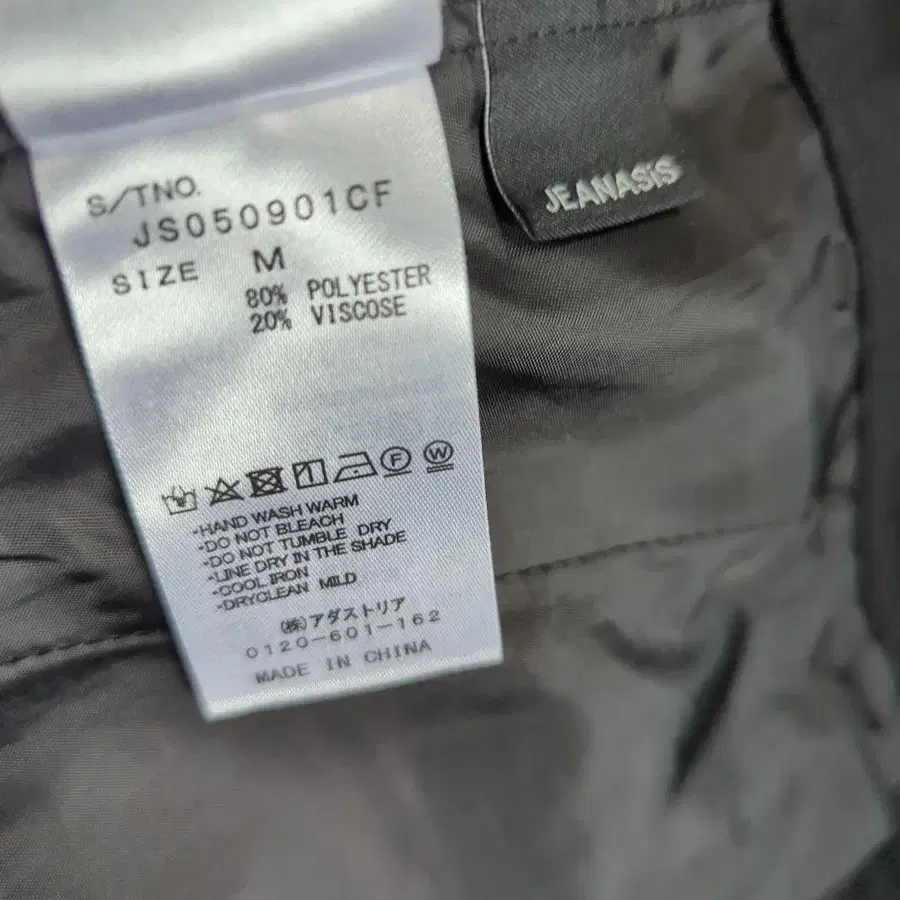 S/TNO.
JS050901CF
SIZE M
80% POLYESTER
20% VISCOSE
F W
-HAND WASH WARM
-DO NOT BLEACH
-DO NOT TUMBLE DRY
-LINE DRY IN THE SHADE
-COOL IRON
-DRYCLEAN MILD
㈱アダストリア
0120-601-162
MADE IN CHINA
JEANASIS